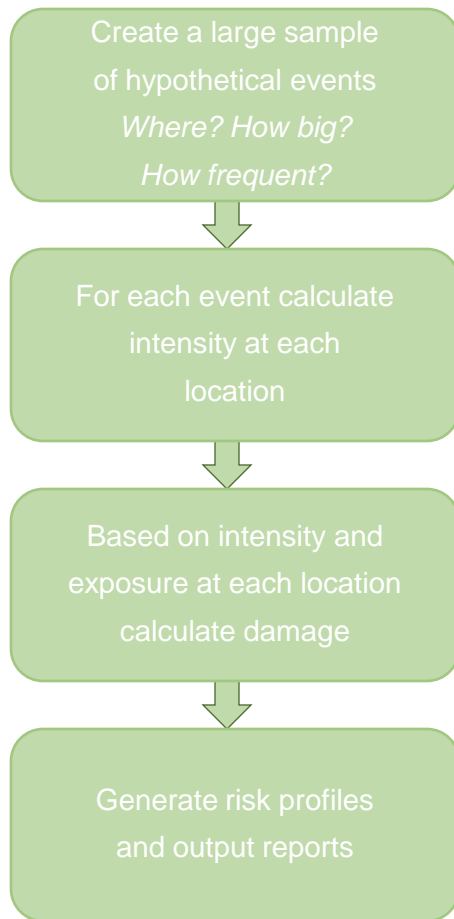 Create a large sample
of hypothetical events
Where? How big?
How frequent?
For each event calculate
intensity at each
location
Based on intensity and
exposure at each location
calculate damage
Generate risk profiles
and output reports